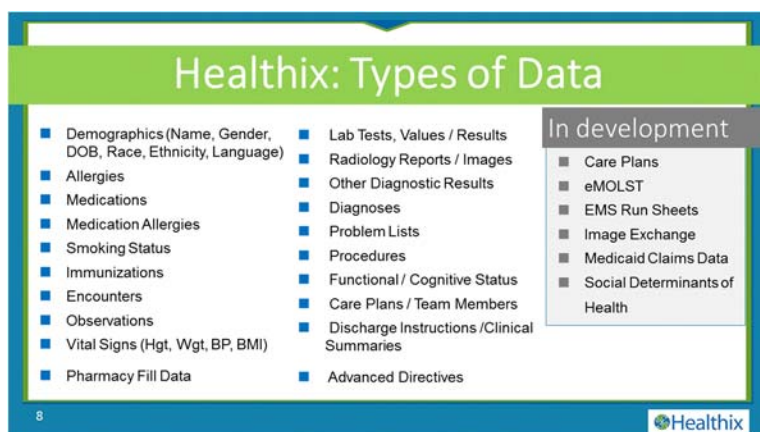 Healthix: Types of Data
Demographics (Name, Gender,
DOB, Race, Ethnicity, Language)
Allergies
Medications
Medication Allergies
Smoking Status
Immunizations
Encounters
Observations
Vital Signs (Hgt, Wgt, BP, BMI)
Pharmacy Fill Data
Lab Tests, Values / Results
Radiology Reports / Images
Other Diagnostic Results
Diagnoses
Problem Lists
Procedures
Functional / Cognitive Status
Care Plans / Team Members
Discharge Instructions /Clinical
Summaries
Advanced Directives
In development
Care Plans
eMOLST
EMS Run Sheets
Image Exchange
Medicaid Claims Data
Social Determinants of
Health
8
Healthix